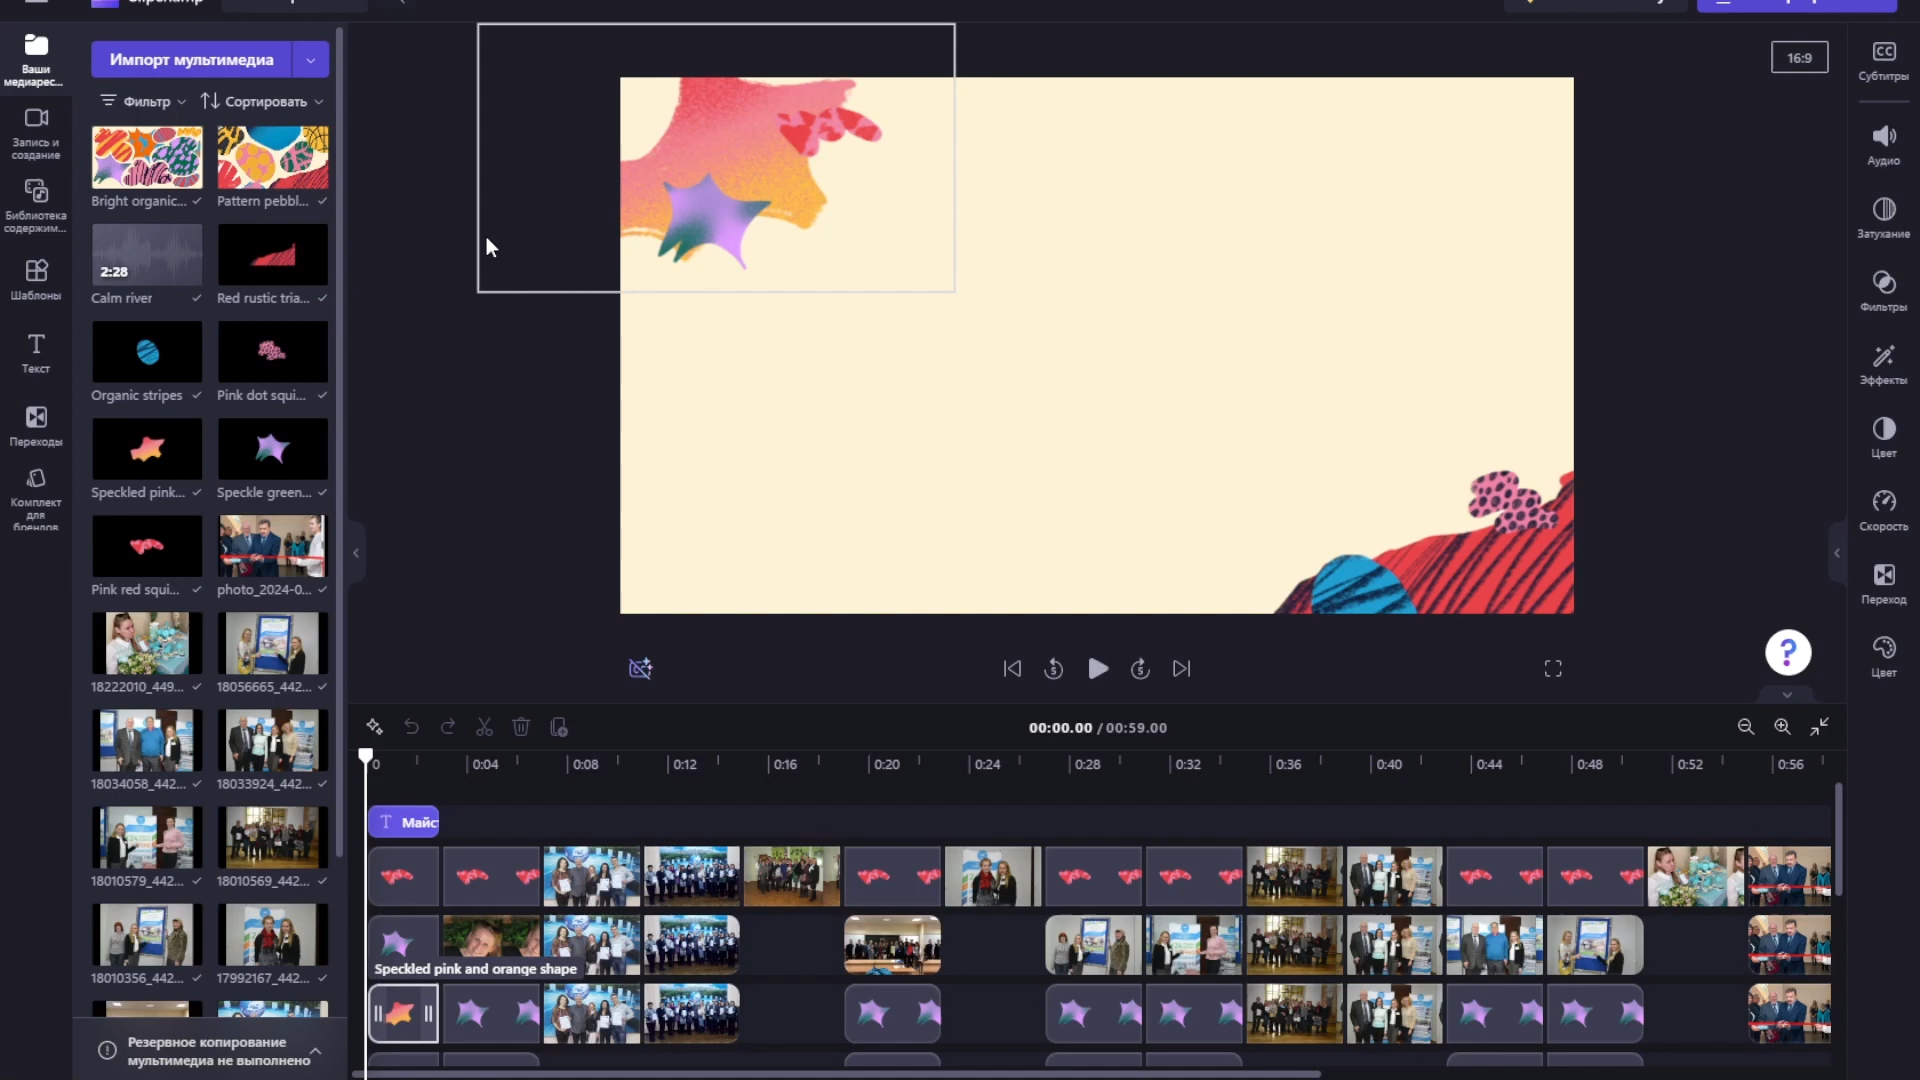 Clipchamp
Ваши
медиарес...
Импорт мультимедиа
Фильтр
Сортировать
Bright organic...
Pattern pebbl...
2:28
Calm river
Red rustic tria...
Organic stripes
Pink dot squi...
Speckled pink...
Speckle green...
Pink red squi...
photo_2024-0...
18222010_449...
18056665_442...
18034058_442...
18033924_442...
18010579_442...
18010569_442...
18010356_442...
17992167_442...
Резервное копирование
мультимедиа не выполнено
Запись и
создание
Библиотека
содержим...
Шаблоны
Текст
Переходы
Комплект
для
брендов
16:9
?
5
5
00:00.00 / 00:59.00
0
0:04
0:08
0:12
0:16
0:20
0:24
0:28
0:32
0:36
0:40
0:44
0:48
0:52
0:56
T Майс
Speckled pink and orange shape
CC
Субтитры
Аудио
Затухание
Фильтры
Эффекты
Цвет
Скорость
Переход
Цвет